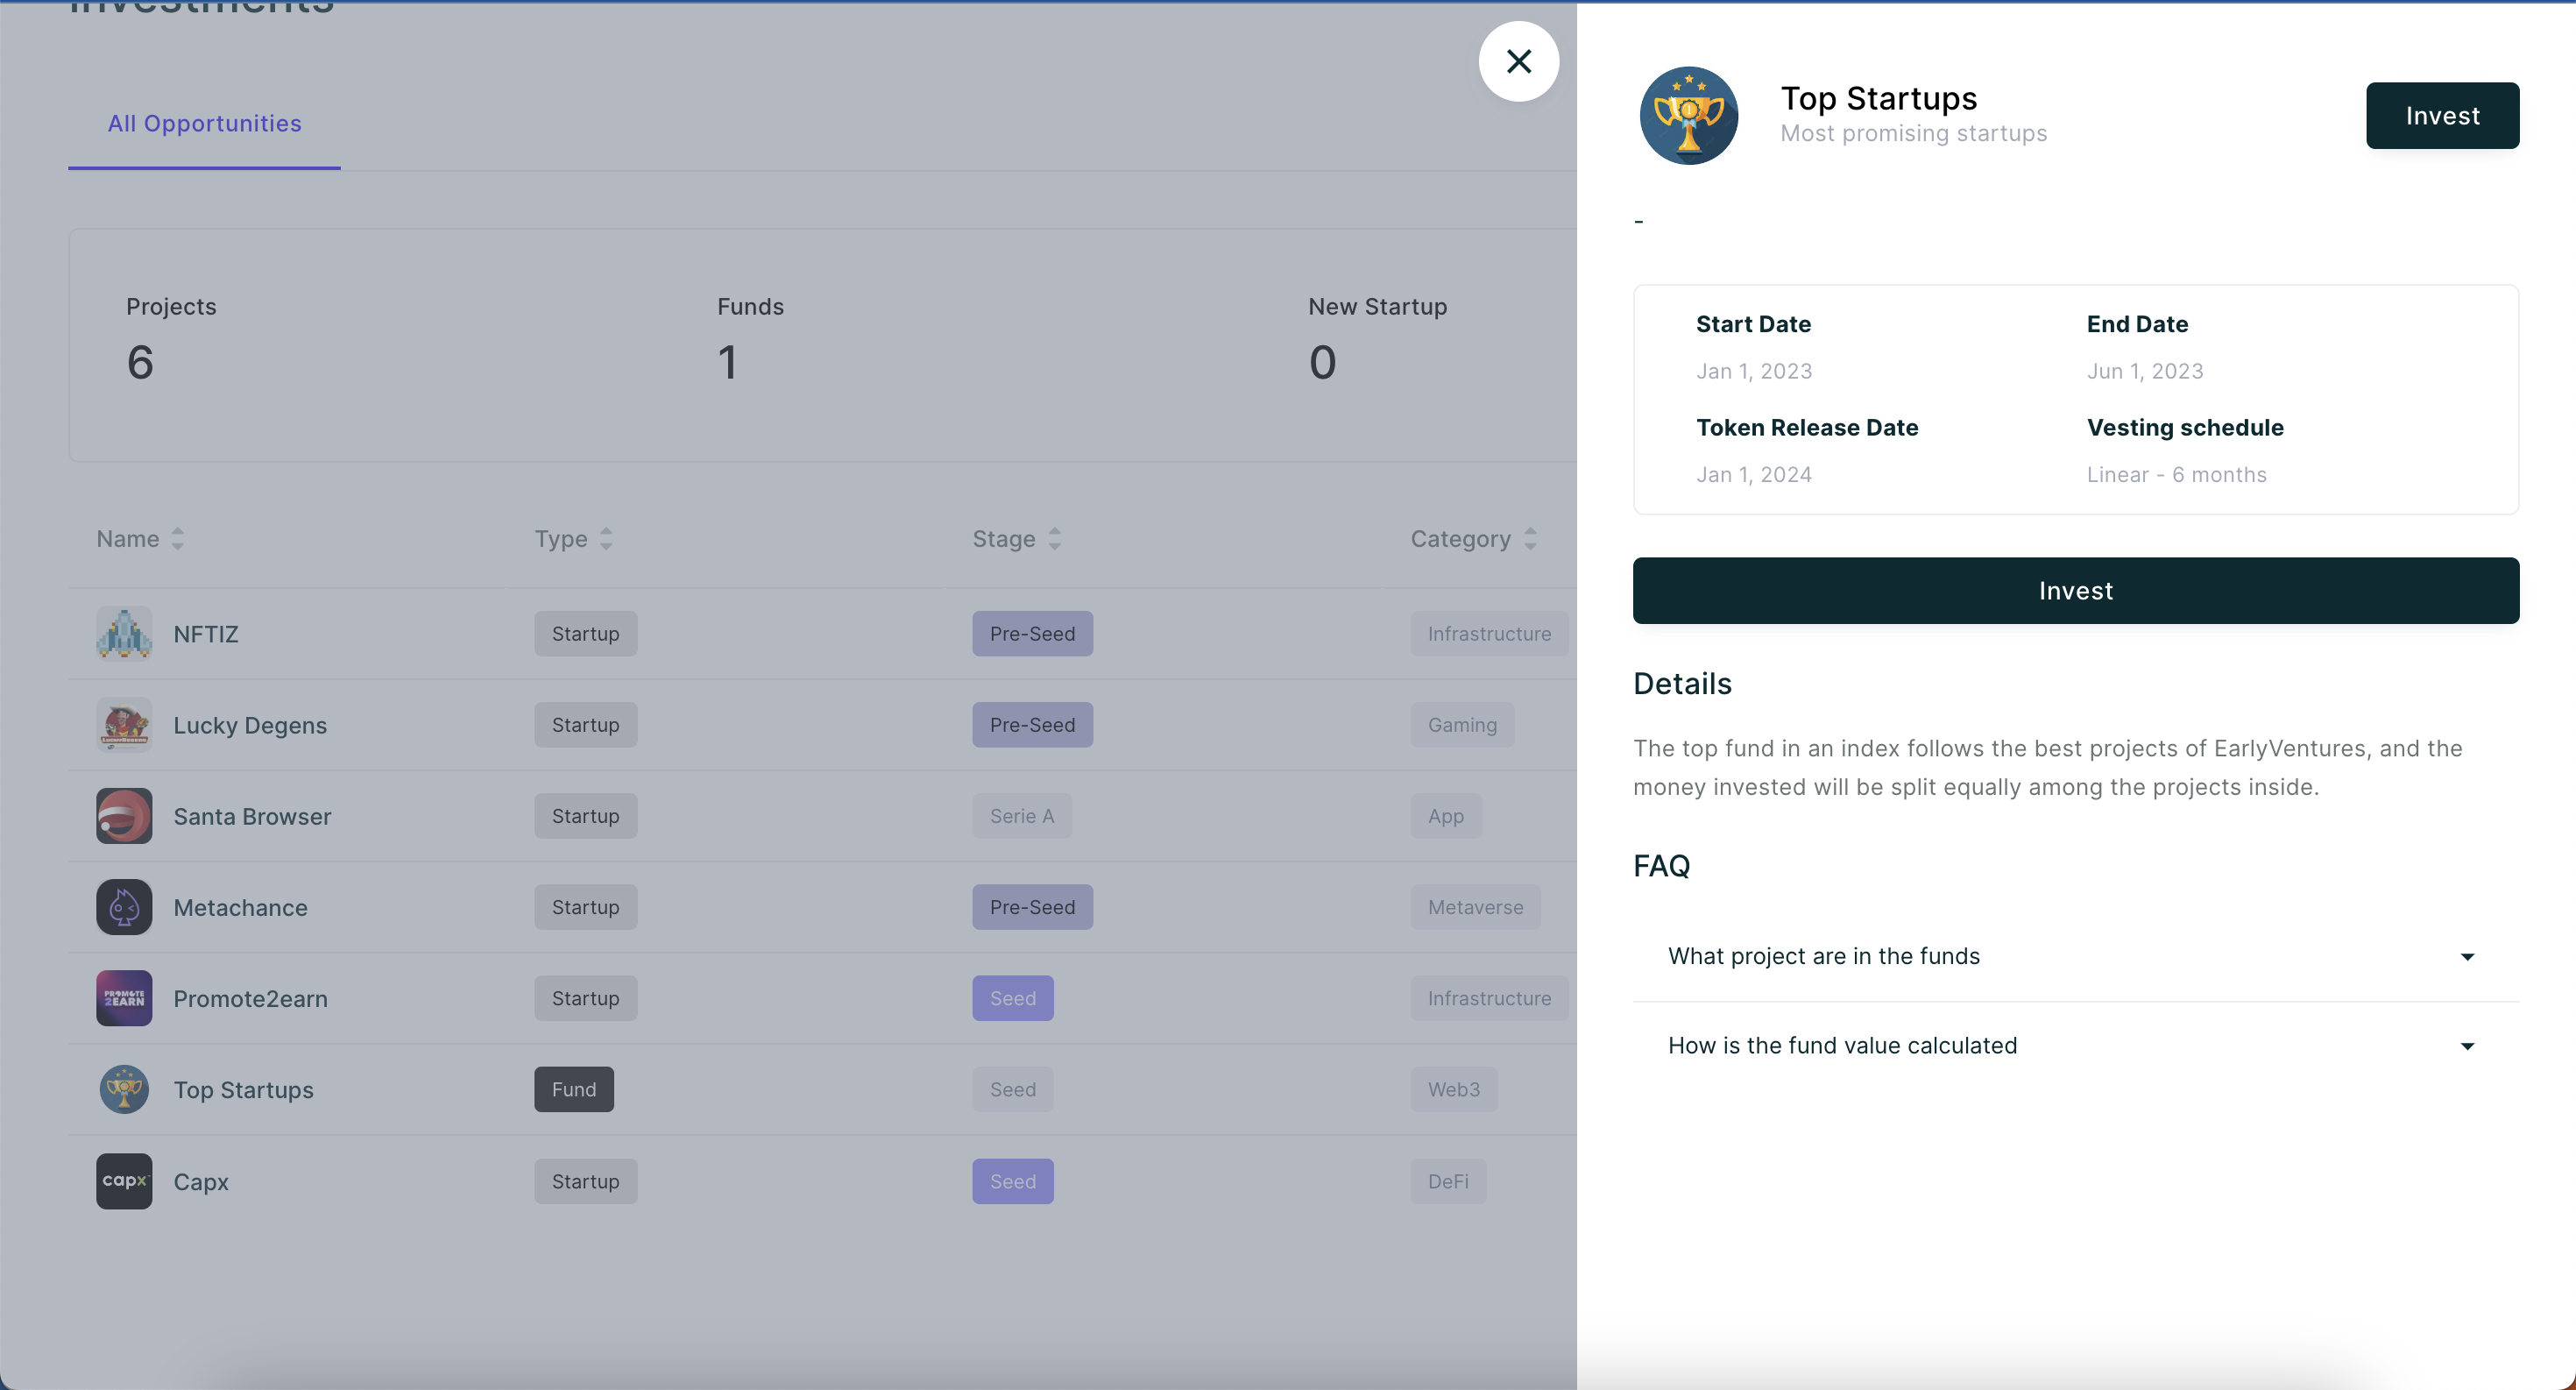 Investments
All Opportunities
Projects
6
Funds
1
New Startup
0
Name
Type
Stage
Category
NFTIZ
Startup
Pre-Seed
Infrastructure
Lucky Degens
Startup
Pre-Seed
Gaming
Santa Browser
Startup
Serie A
App
Metachance
Startup
Pre-Seed
Metaverse
PROMOTE
2EARN
Promote2earn
Startup
Seed
Infrastructure
Top Startups
Fund
Seed
Web3
capx
Capx
Startup
Seed
DeFi
1
Top Startups
Most promising startups
Invest
-
Start Date
Jan 1, 2023
End Date
Jun 1, 2023
Token Release Date
Jan 1, 2024
Vesting schedule
Linear - 6 months
Invest
Details
The top fund in an index follows the best projects of EarlyVentures, and the
money invested will be split equally among the projects inside.
FAQ
What project are in the funds
How is the fund value calculated